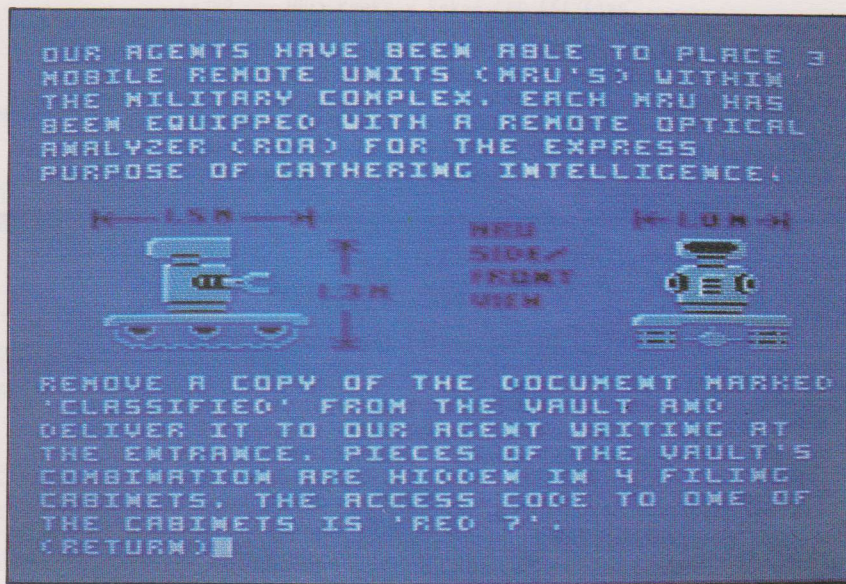 OUR AGENTS HAVE BEEN ABLE TO PLACE 3
MOBILE REMOTE UNITS (MRU'S) WITHIN
THE MILITARY COMPLEX. EACH MRU HAS
BEEN EQUIPPED WITH A REMOTE OPTICAL
ANALYZER (ROA) FOR THE EXPRESS
PURPOSE OF GATHERING INTELLIGENCE.
1.5 M
1.0 M
MRU
SIDE/
FRONT
VIEW
1.3 M
REMOVE A COPY OF THE DOCUMENT MARKED
'CLASSIFIED' FROM THE VAULT AND
DELIVER IT TO OUR AGENT WAITING AT
THE ENTRANCE. PIECES OF THE VAULT'S
COMBINATION ARE HIDDEN IN 4 FILING
CABINETS. THE ACCESS CODE TO ONE OF
THE CABINETS IS 'RED 7'.
(RETURN)